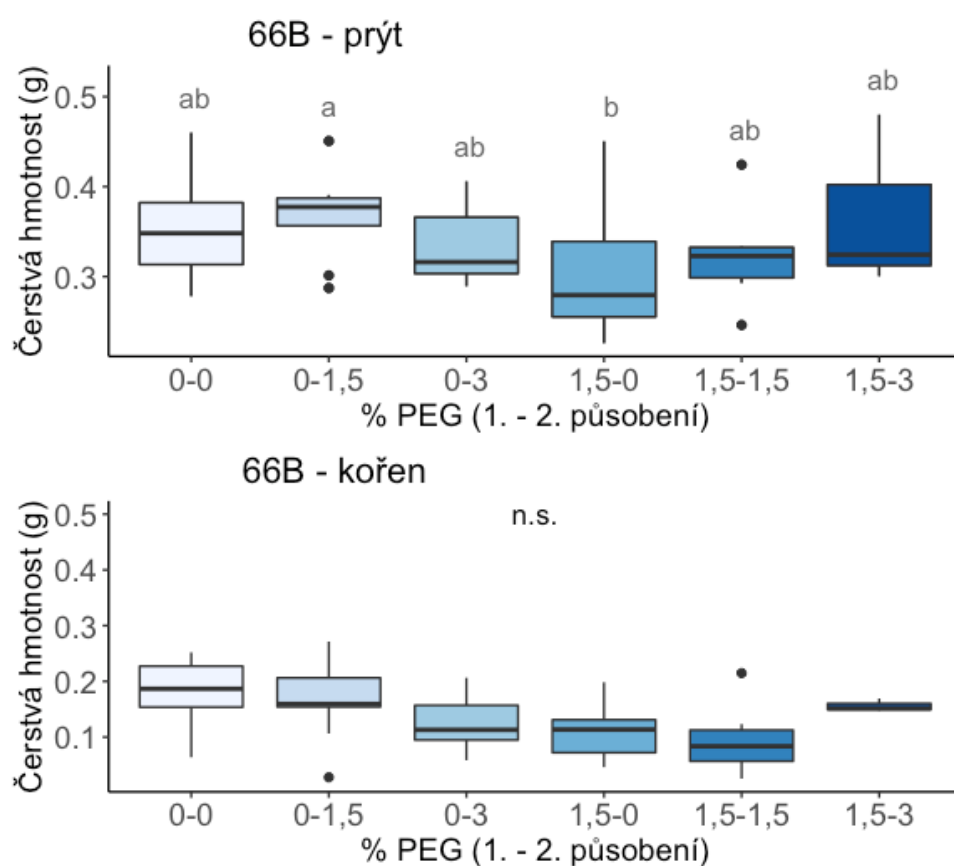 66B - prýt
Čerstvá hmotnost (g)
0.5
0.4
0.3
ab
a
ab
b
ab
ab
0-0
0-1,5
0-3
1,5-0
1,5-1,5
1,5-3
% PEG (1. - 2. působení)
66B - kořen
Čerstvá hmotnost (g)
0.5
0.4
0.3
0.2
0.1
n.s.
0-0
0-1,5
0-3
1,5-0
1,5-1,5
1,5-3
% PEG (1. - 2. působení)